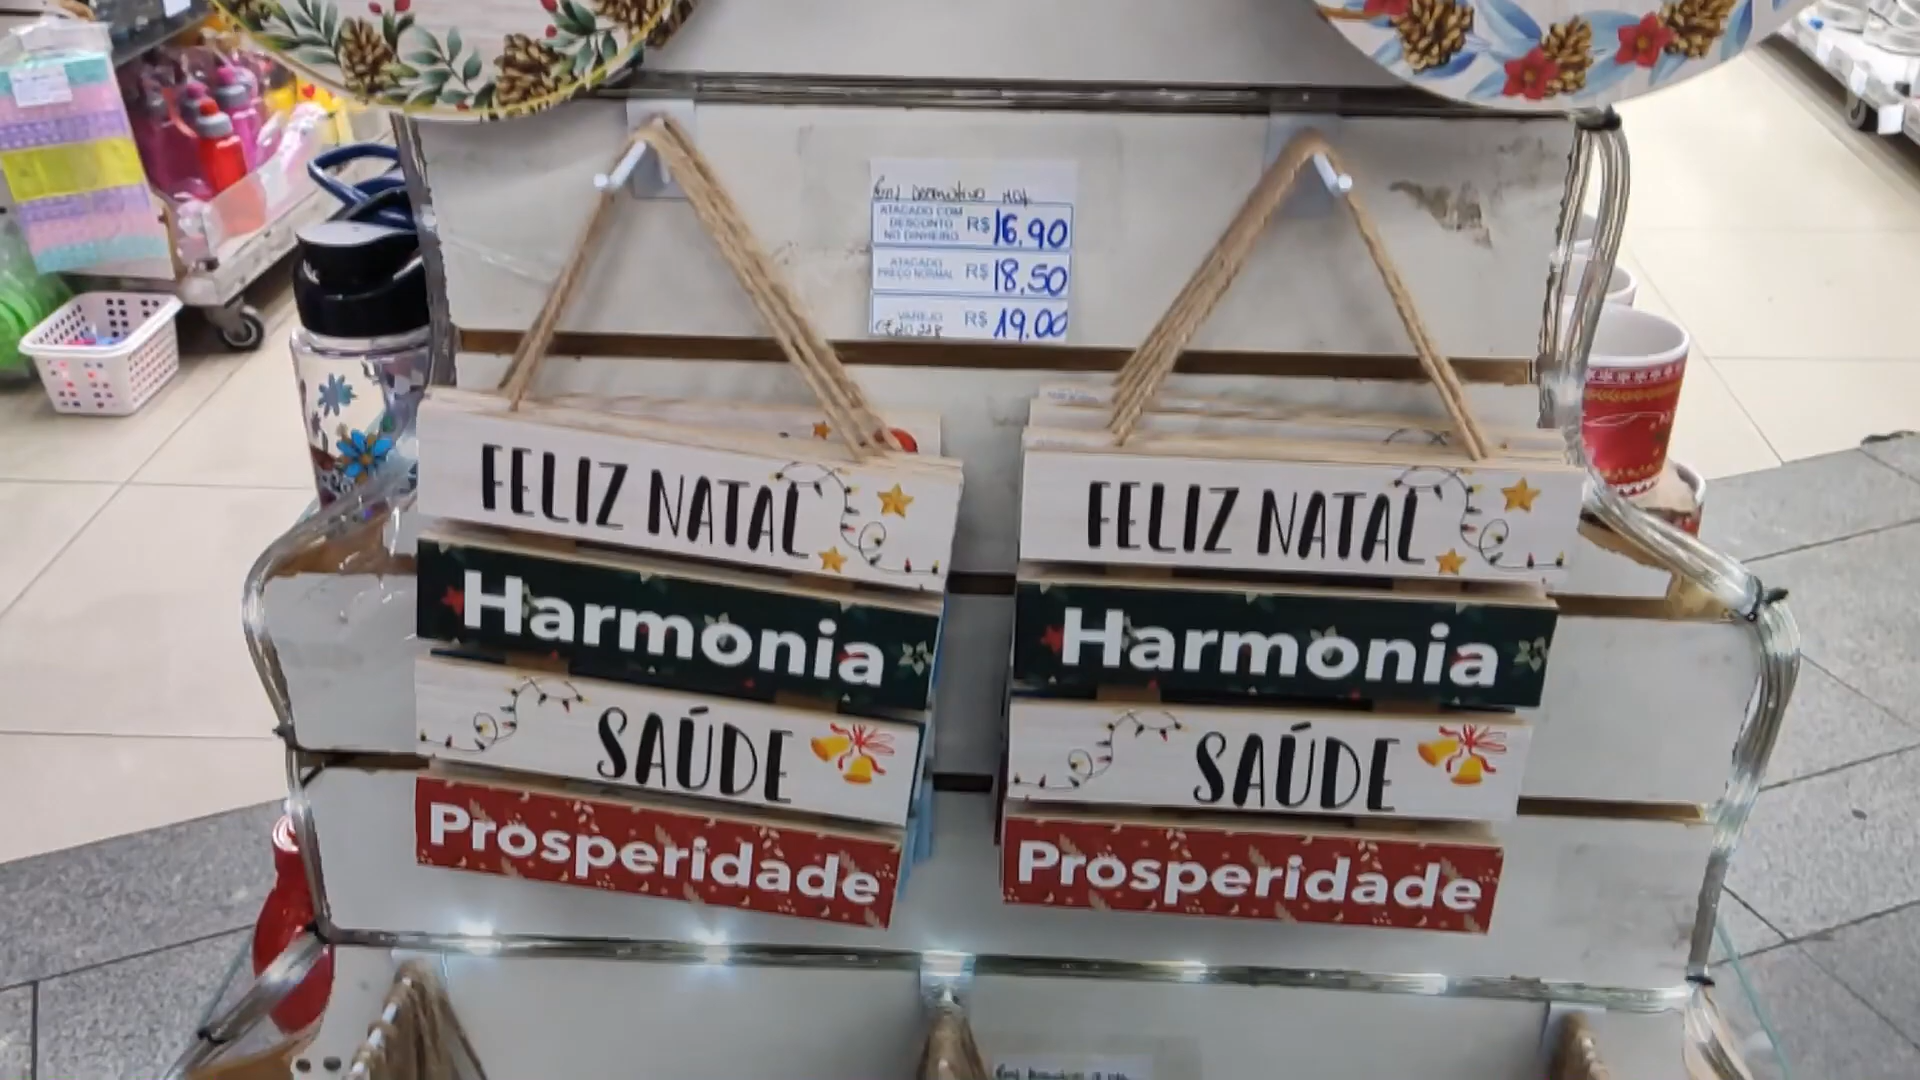 ATACADO COM
DESCONTO
NO DINHEIRO
R$ 16,90
ATACADO
PREÇO NORMAL
R$ 18,50
VAREJO
R$ 19,00
FELIZ NATAL
Harmonia
SAÚDE
Prosperidade
FELIZ NATAL
Harmonia
SAÚDE
Prosperidade